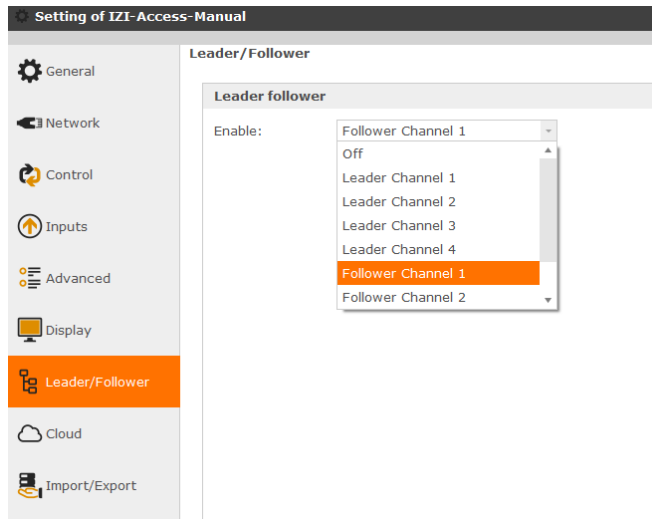 Setting of IZI-Access-Manual
General
Network
Control
Inputs
Advanced
Display
Leader/Follower
Cloud
Import/Export
Leader/Follower
Leader follower
Enable:
Follower Channel 1
Off
Leader Channel 1
Leader Channel 2
Leader Channel 3
Leader Channel 4
Follower Channel 1
Follower Channel 2